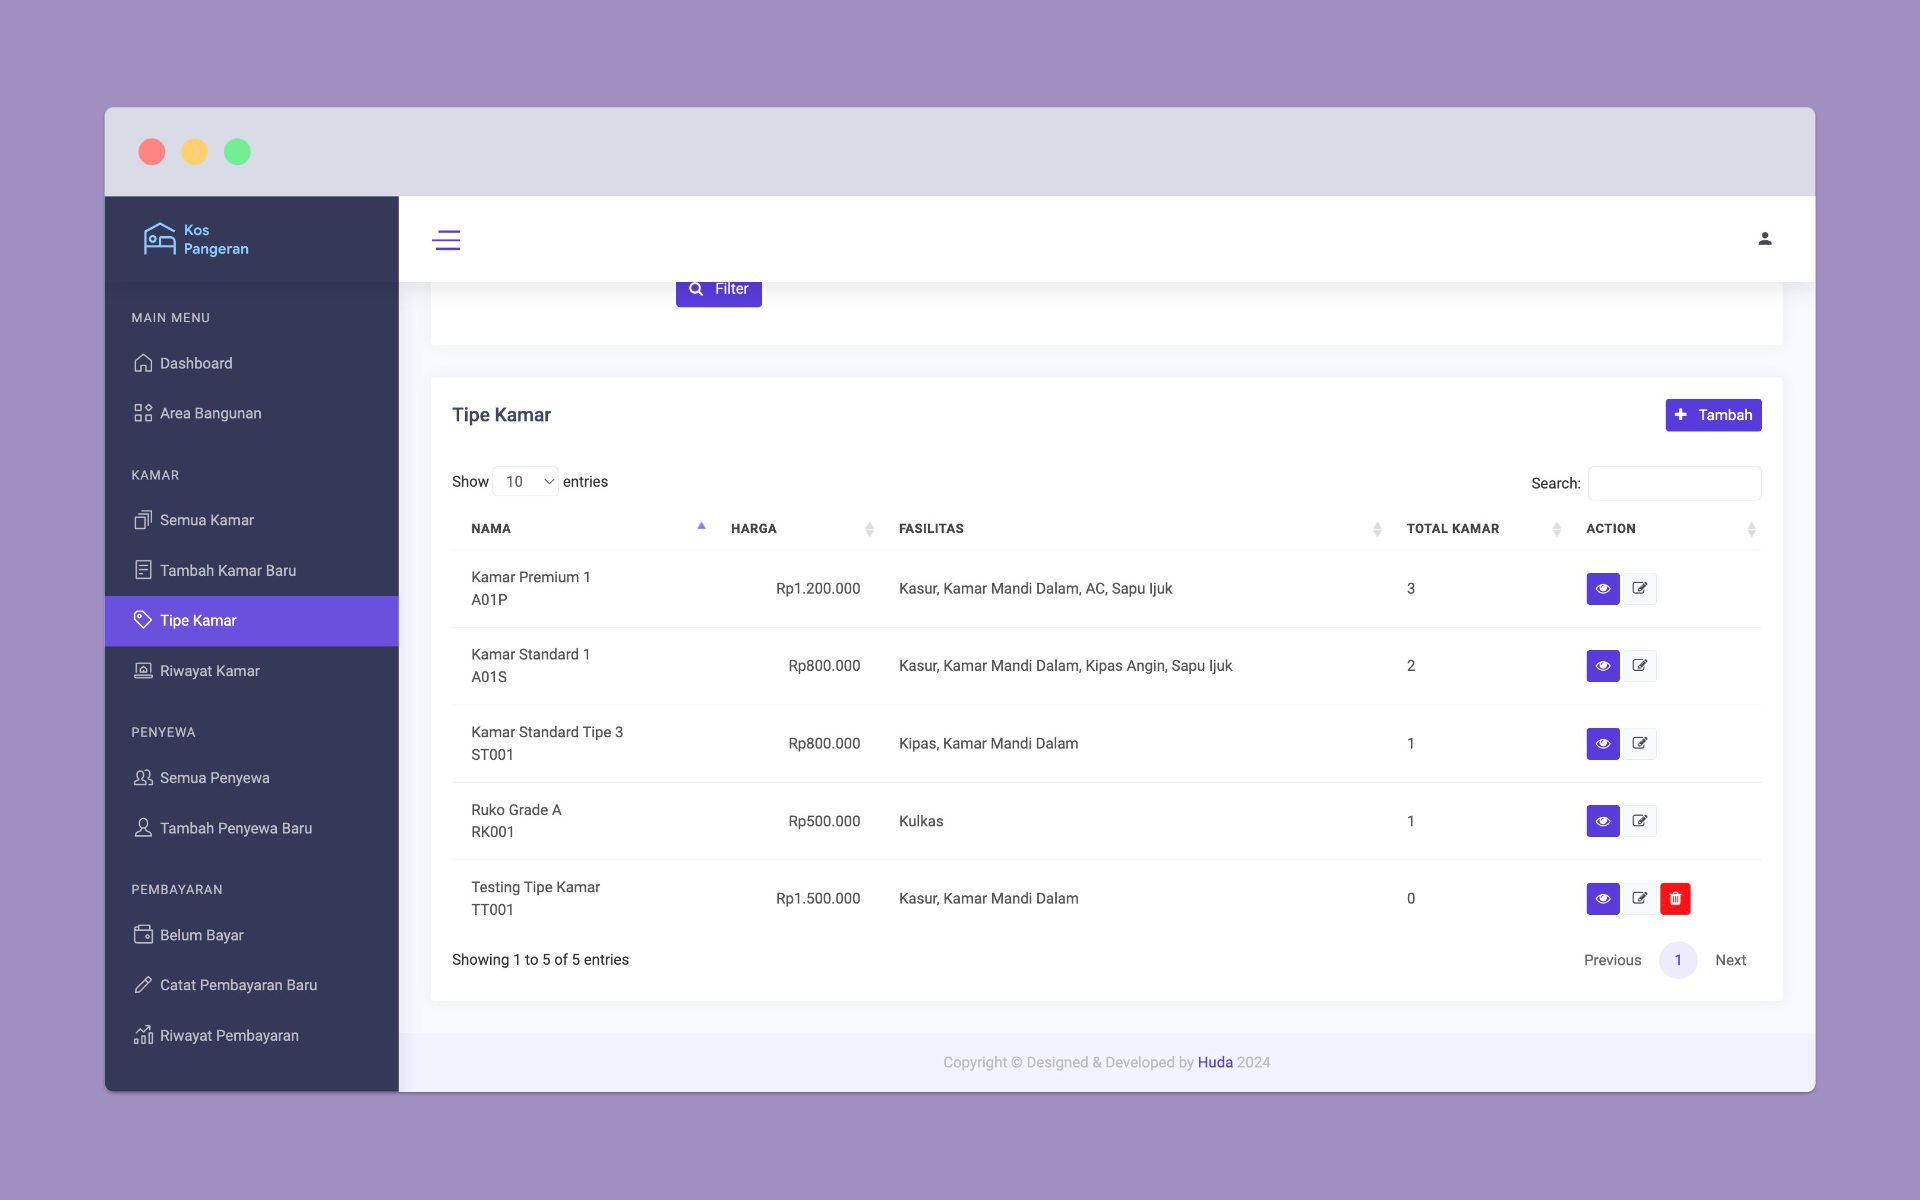 Kos
Pangeran
MAIN MENU
Dashboard
Area Bangunan
KAMAR
Semua Kamar
Tambah Kamar Baru
Tipe Kamar
Riwayat Kamar
PENYEWA
Semua Penyewa
Tambah Penyewa Baru
PEMBAYARAN
Belum Bayar
Catat Pembayaran Baru
Riwayat Pembayaran
Filter
Tipe Kamar
Tambah
Show 10 entries
Search:
NAMA HARGA FASILITAS TOTAL KAMAR ACTION
Kamar Premium 1
A01P
Rp1.200.000 Kasur, Kamar Mandi Dalam, AC, Sapu Ijuk 3
Kamar Standard 1
A01S
Rp800.000 Kasur, Kamar Mandi Dalam, Kipas Angin, Sapu Ijuk 2
Kamar Standard Tipe 3
ST001
Rp800.000 Kipas, Kamar Mandi Dalam 1
Ruko Grade A
RK001
Rp500.000 Kulkas 1
Testing Tipe Kamar
TT001
Rp1.500.000 Kasur, Kamar Mandi Dalam 0
Showing 1 to 5 of 5 entries
Previous 1 Next
Copyright © Designed & Developed by Huda 2024